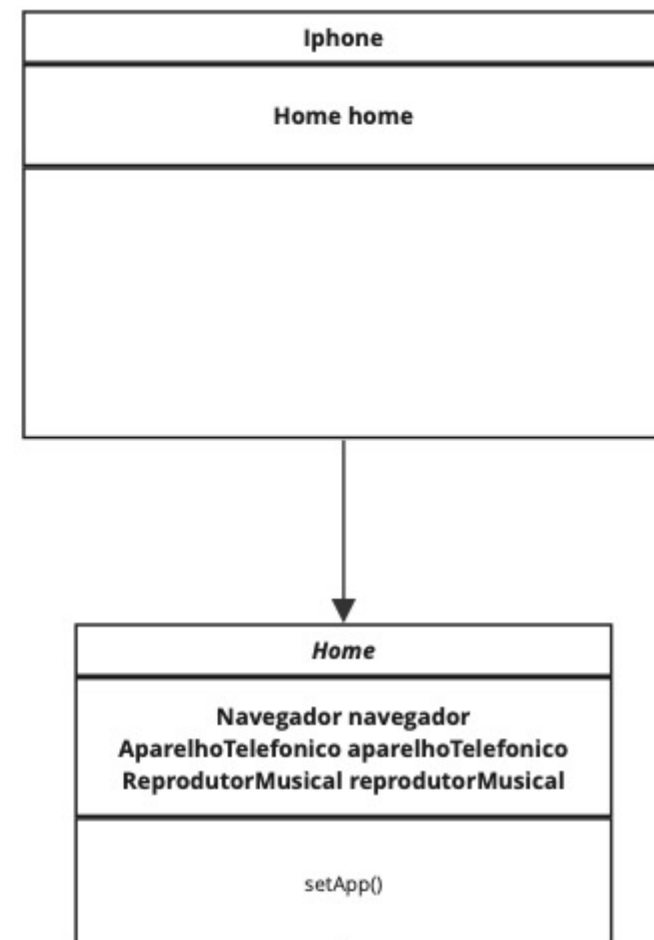 Iphone
Home home
Home
Navegador navegador
AparelhoTelefonico aparelhoTelefonico
ReprodutorMusical reprodutorMusical
setApp()